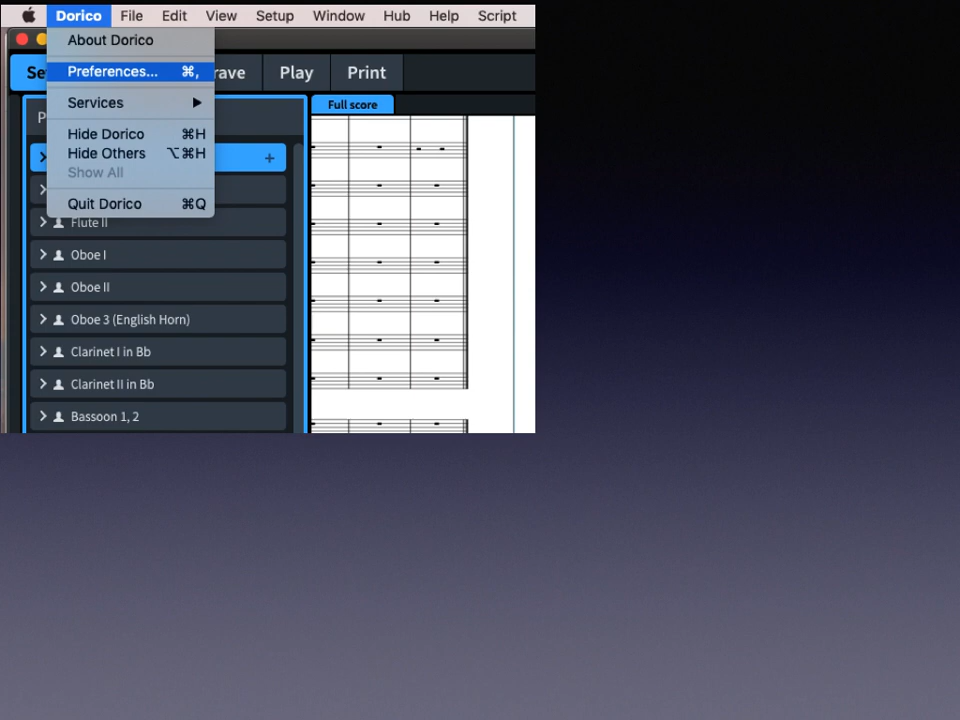 Dorico File Edit View Setup Window Hub Help Script
About Dorico
Preferences... ⌘,
Services
Hide Dorico ⌘H
Hide Others ⌥⌘H
Show All
Quit Dorico ⌘Q
rave Play Print
Full score
Flute II
Oboe I
Oboe II
Oboe 3 (English Horn)
Clarinet I in Bb
Clarinet II in Bb
Bassoon 1, 2